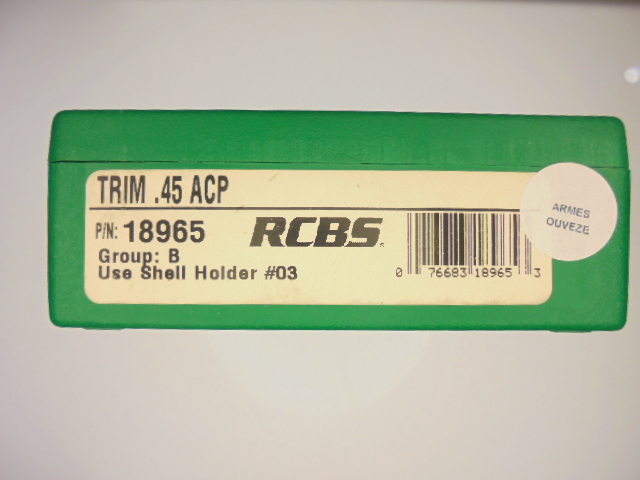 TRIM .45 ACP
P/N: 18965
Group: B
Use Shell Holder #03
RCBS
0 76683 18965 3
ARMES
OUVEZE